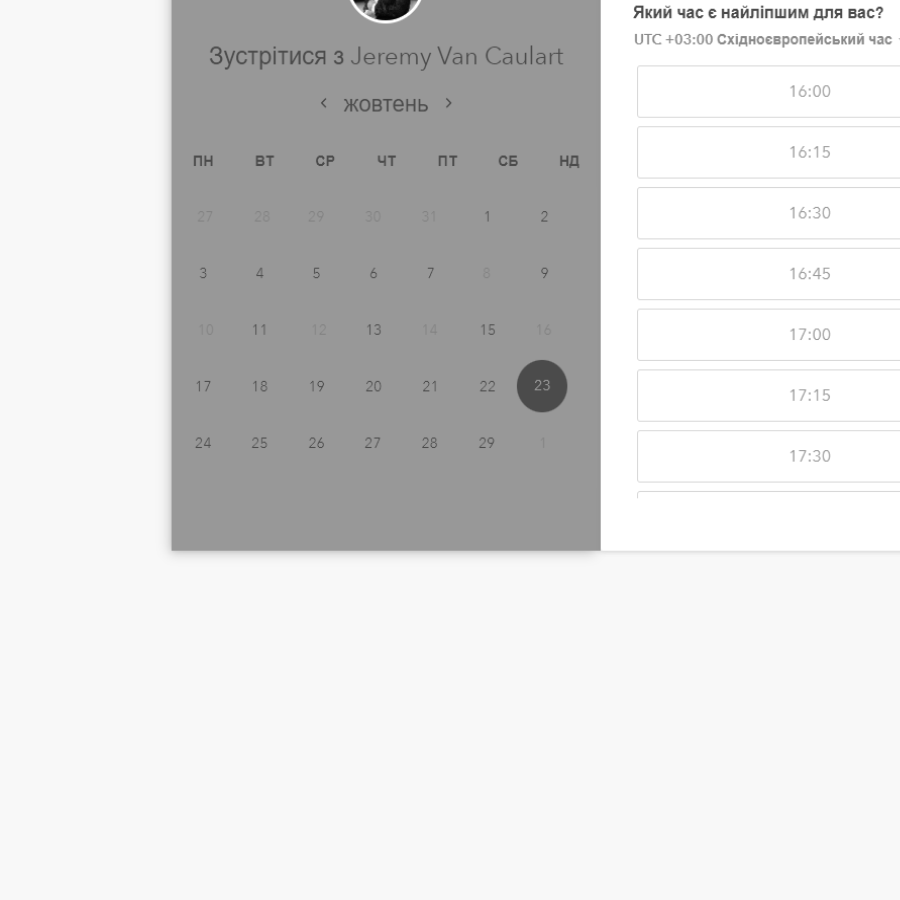 Зустрітися з Jeremy Van Caulart
жовтень
ПН ВТ СР ЧТ ПТ СБ НД
27 28 29 30 31 1 2
3 4 5 6 7 8 9
10 11 12 13 14 15 16
17 18 19 20 21 22 23
24 25 26 27 28 29 1
Який час є найліпшим для вас?
UTC +03:00 Східноєвропейський час
16:00
16:15
16:30
16:45
17:00
17:15
17:30